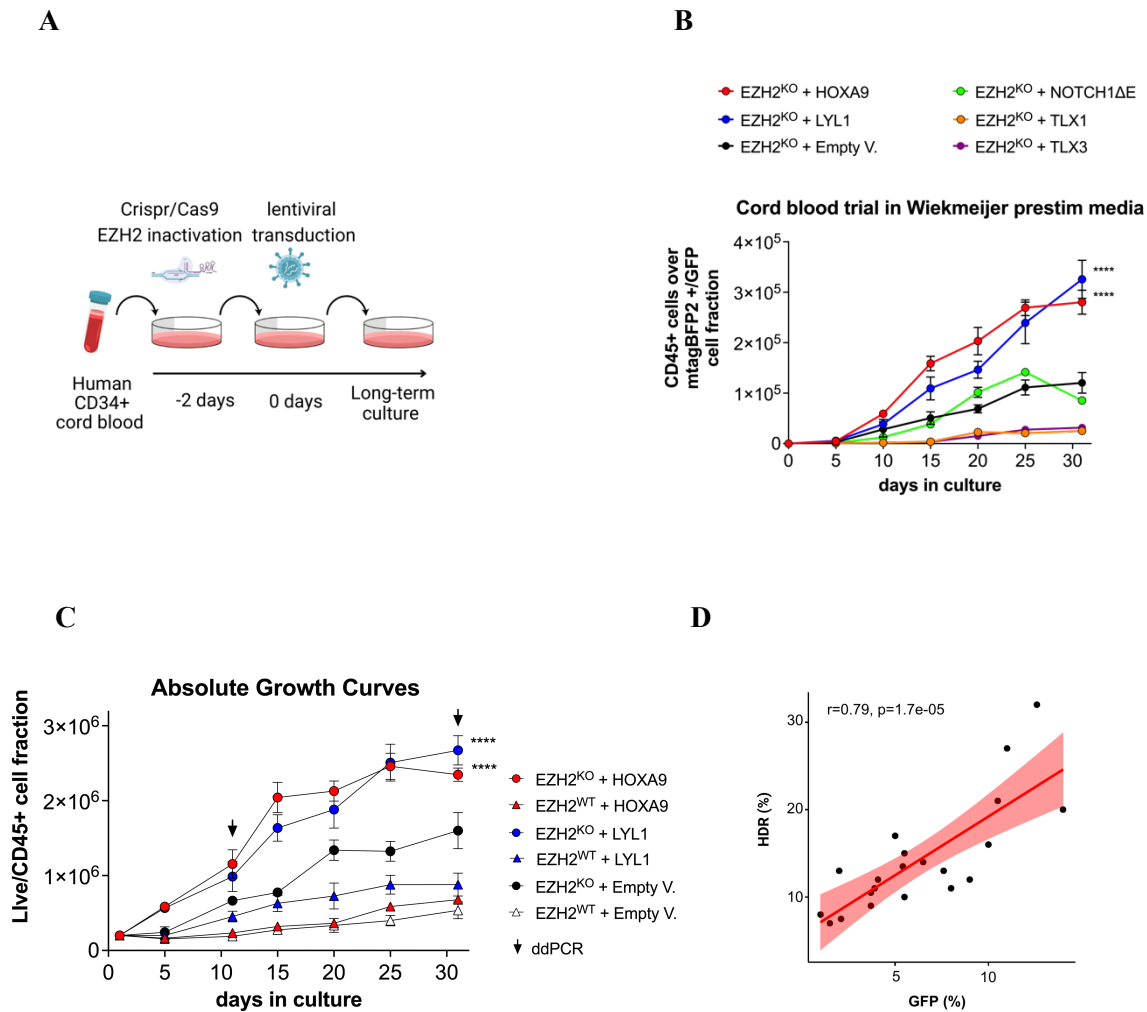 A
Crispr/Cas9
EZH2 inactivation
lentiviral
transduction
Human
CD34+
cord blood
-2 days
0 days
Long-term
culture
B
EZH2ᴷᴼ + HOXA9
EZH2ᴷᴼ + LYL1
EZH2ᴷᴼ + Empty V.
EZH2ᴷᴼ + NOTCH1ΔE
EZH2ᴷᴼ + TLX1
EZH2ᴷᴼ + TLX3
Cord blood trial in Wiekmeijer prestim media
CD45+ cells over
mtagBFP2 +/GFP
cell fraction
4×10⁵
3×10⁵
2×10⁵
1×10⁵
0
0 5 10 15 20 25 30
days in culture
****
****
C
Absolute Growth Curves
Live/CD45+ cell fraction
3×10⁶
2×10⁶
1×10⁶
0
0 5 10 15 20 25 30
days in culture
****
****
EZH2ᴷᴼ + HOXA9
EZH2ᵂᵀ + HOXA9
EZH2ᴷᴼ + LYL1
EZH2ᵂᵀ + LYL1
EZH2ᴷᴼ + Empty V.
EZH2ᵂᵀ + Empty V.
ddPCR
D
r=0.79, p=1.7e-05
HDR (%)
30
20
10
5 10
GFP (%)